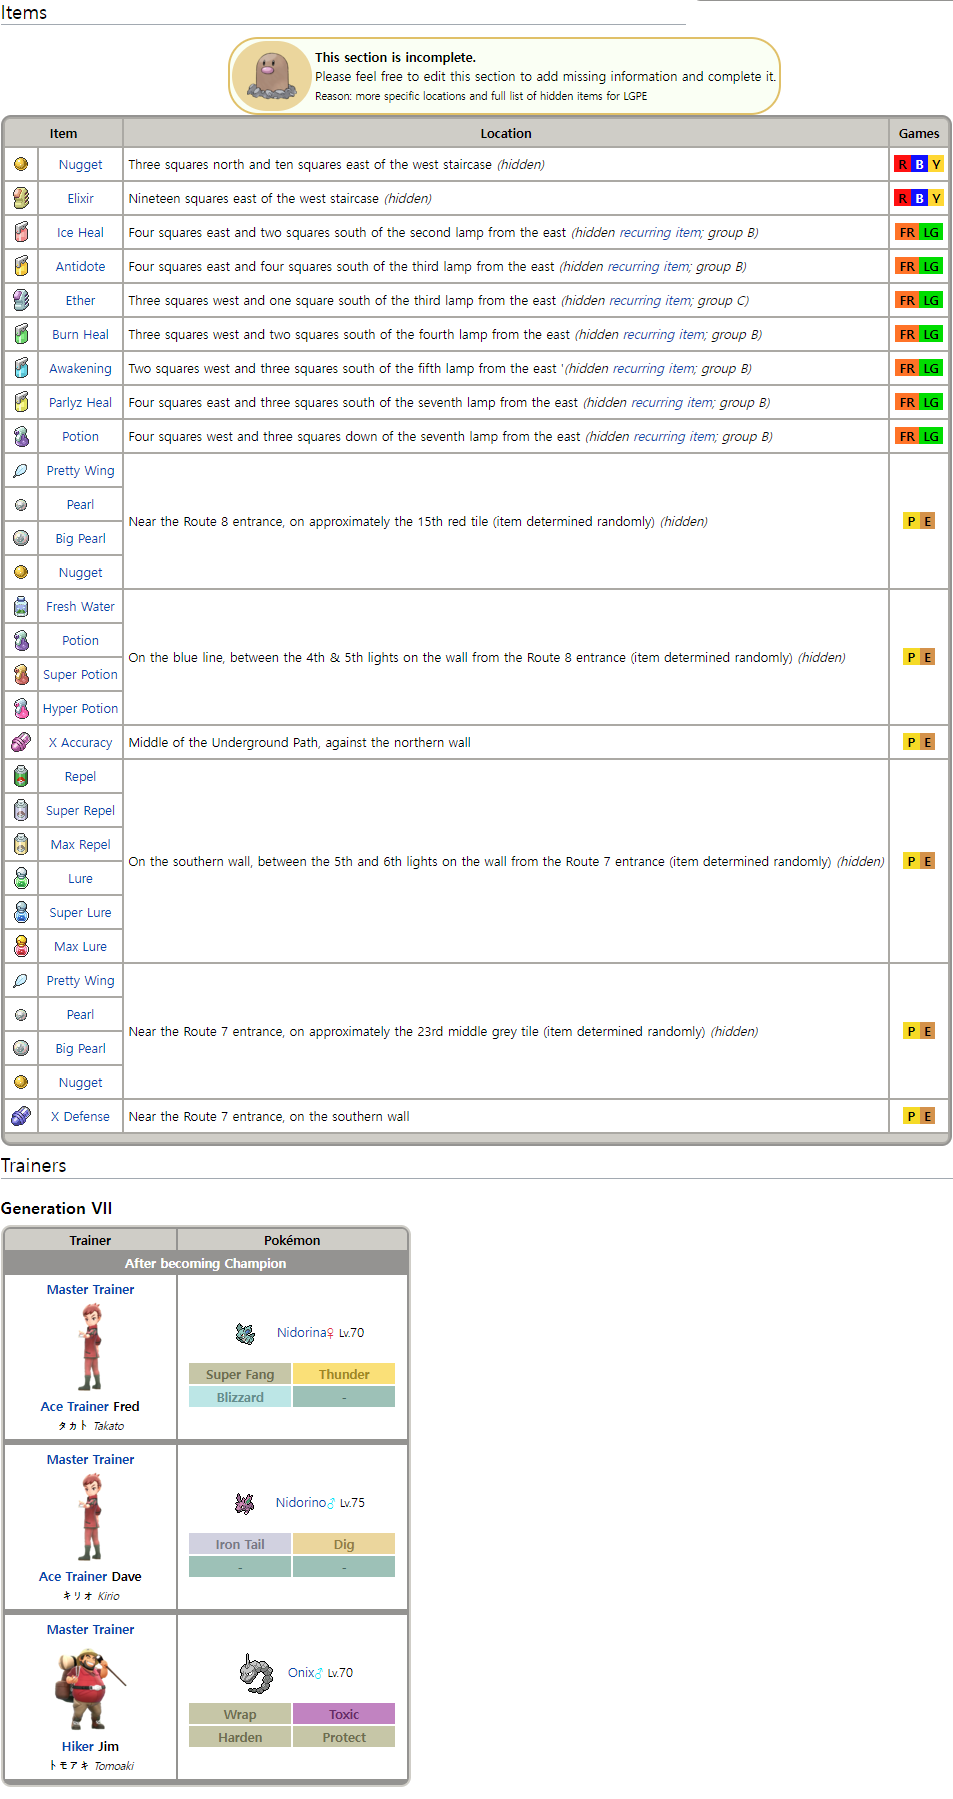 Items
This section is incomplete.
Please feel free to edit this section to add missing information and complete it.
Reason: more specific locations and full list of hidden items for LGPE
Item Location Games
Nugget Three squares north and ten squares east of the west staircase (hidden) R B Y
Elixir Nineteen squares east of the west staircase (hidden) R B Y
Ice Heal Four squares east and two squares south of the second lamp from the east (hidden recurring item; group B) FR LG
Antidote Four squares east and four squares south of the third lamp from the east (hidden recurring item; group B) FR LG
Ether Three squares west and one square south of the third lamp from the east (hidden recurring item; group C) FR LG
Burn Heal Three squares west and two squares south of the fourth lamp from the east (hidden recurring item; group B) FR LG
Awakening Two squares west and three squares south of the fifth lamp from the east '(hidden recurring item; group B) FR LG
Parlyz Heal Four squares east and three squares south of the seventh lamp from the east (hidden recurring item; group B) FR LG
Potion Four squares west and three squares down of the seventh lamp from the east (hidden recurring item; group B) FR LG
Pretty Wing
Pearl
Big Pearl
Nugget
Near the Route 8 entrance, on approximately the 15th red tile (item determined randomly) (hidden) P E
Fresh Water
Potion
Super Potion
Hyper Potion
On the blue line, between the 4th & 5th lights on the wall from the Route 8 entrance (item determined randomly) (hidden) P E
X Accuracy Middle of the Underground Path, against the northern wall P E
Repel
Super Repel
Max Repel
Lure
Super Lure
Max Lure
On the southern wall, between the 5th and 6th lights on the wall from the Route 7 entrance (item determined randomly) (hidden) P E
Pretty Wing
Pearl
Big Pearl
Nugget
Near the Route 7 entrance, on approximately the 23rd middle grey tile (item determined randomly) (hidden) P E
X Defense Near the Route 7 entrance, on the southern wall P E
Trainers
Generation VII
Trainer Pokémon
After becoming Champion
Master Trainer
Ace Trainer Fred
タカト Takato
Nidorina♀ Lv.70
Super Fang Thunder
Blizzard -
Master Trainer
Ace Trainer Dave
キリオ Kirio
Nidorino♂ Lv.75
Iron Tail Dig
- -
Master Trainer
Hiker Jim
トモアキ Tomoaki
Onix♂ Lv.70
Wrap Toxic
Harden Protect